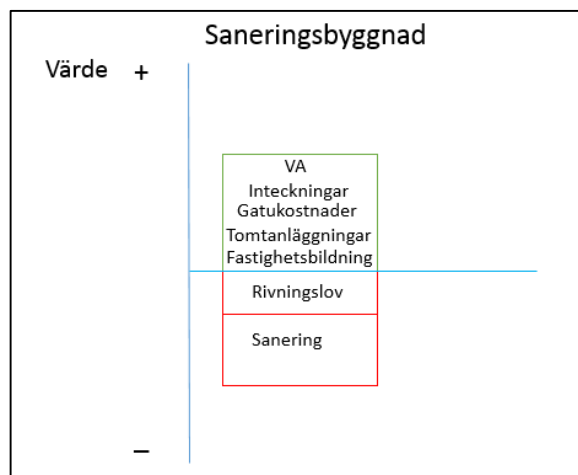 Saneringsbyggnad
Värde +
VA
Inteckningar
Gatukostnader
Tomtanläggningar
Fastighetsbildning
Rivningslov
Sanering
–